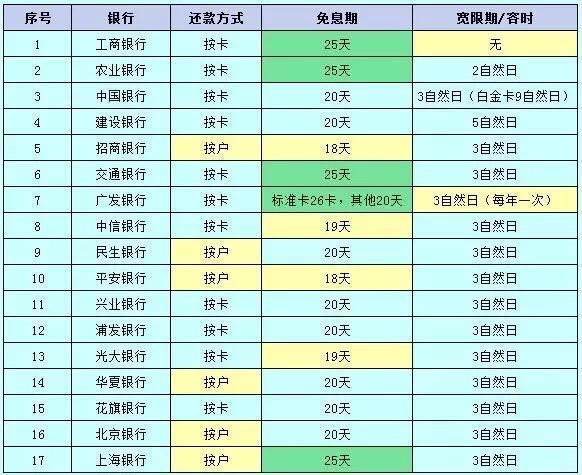 序号 银行 还款方式 免息期 宽限期/容时
1 工商银行 按卡 25天 无
2 农业银行 按卡 25天 2自然日
3 中国银行 按卡 20天 3自然日（白金卡9自然日）
4 建设银行 按卡 20天 5自然日
5 招商银行 按户 18天 3自然日
6 交通银行 按卡 25天 3自然日
7 广发银行 按卡 标准卡26卡，其他20天 3自然日（每年一次）
8 中信银行 按卡 19天 3自然日
9 民生银行 按户 20天 3自然日
10 平安银行 按户 18天 3自然日
11 兴业银行 按卡 20天 3自然日
12 浦发银行 按卡 20天 3自然日
13 光大银行 按卡 19天 3自然日
14 华夏银行 按户 20天 3自然日
15 花旗银行 按卡 20天 3自然日
16 北京银行 按户 20天 3自然日
17 上海银行 按户 25天 3自然日